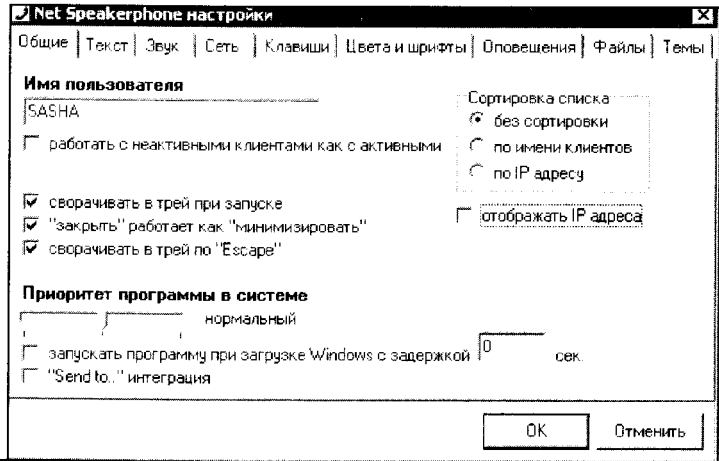 Net Speakerphone настройки
Общие Текст Звук Сеть Клавиши Цвета и шрифты Оповещения Файлы Темы
Имя пользователя
SASHA
работать с неактивными клиентами как с активными
Сортировка списка
без сортировки
по имени клиентов
по IP адресу
сворачивать в трей при запуске
"закрыть" работает как "минимизировать"
сворачивать в трей по "Escape"
отображать IP адреса
Приоритет программы в системе
нормальный
запускать программу при загрузке Windows с задержкой 0 сек.
"Send to.." интеграция
OK Отменить